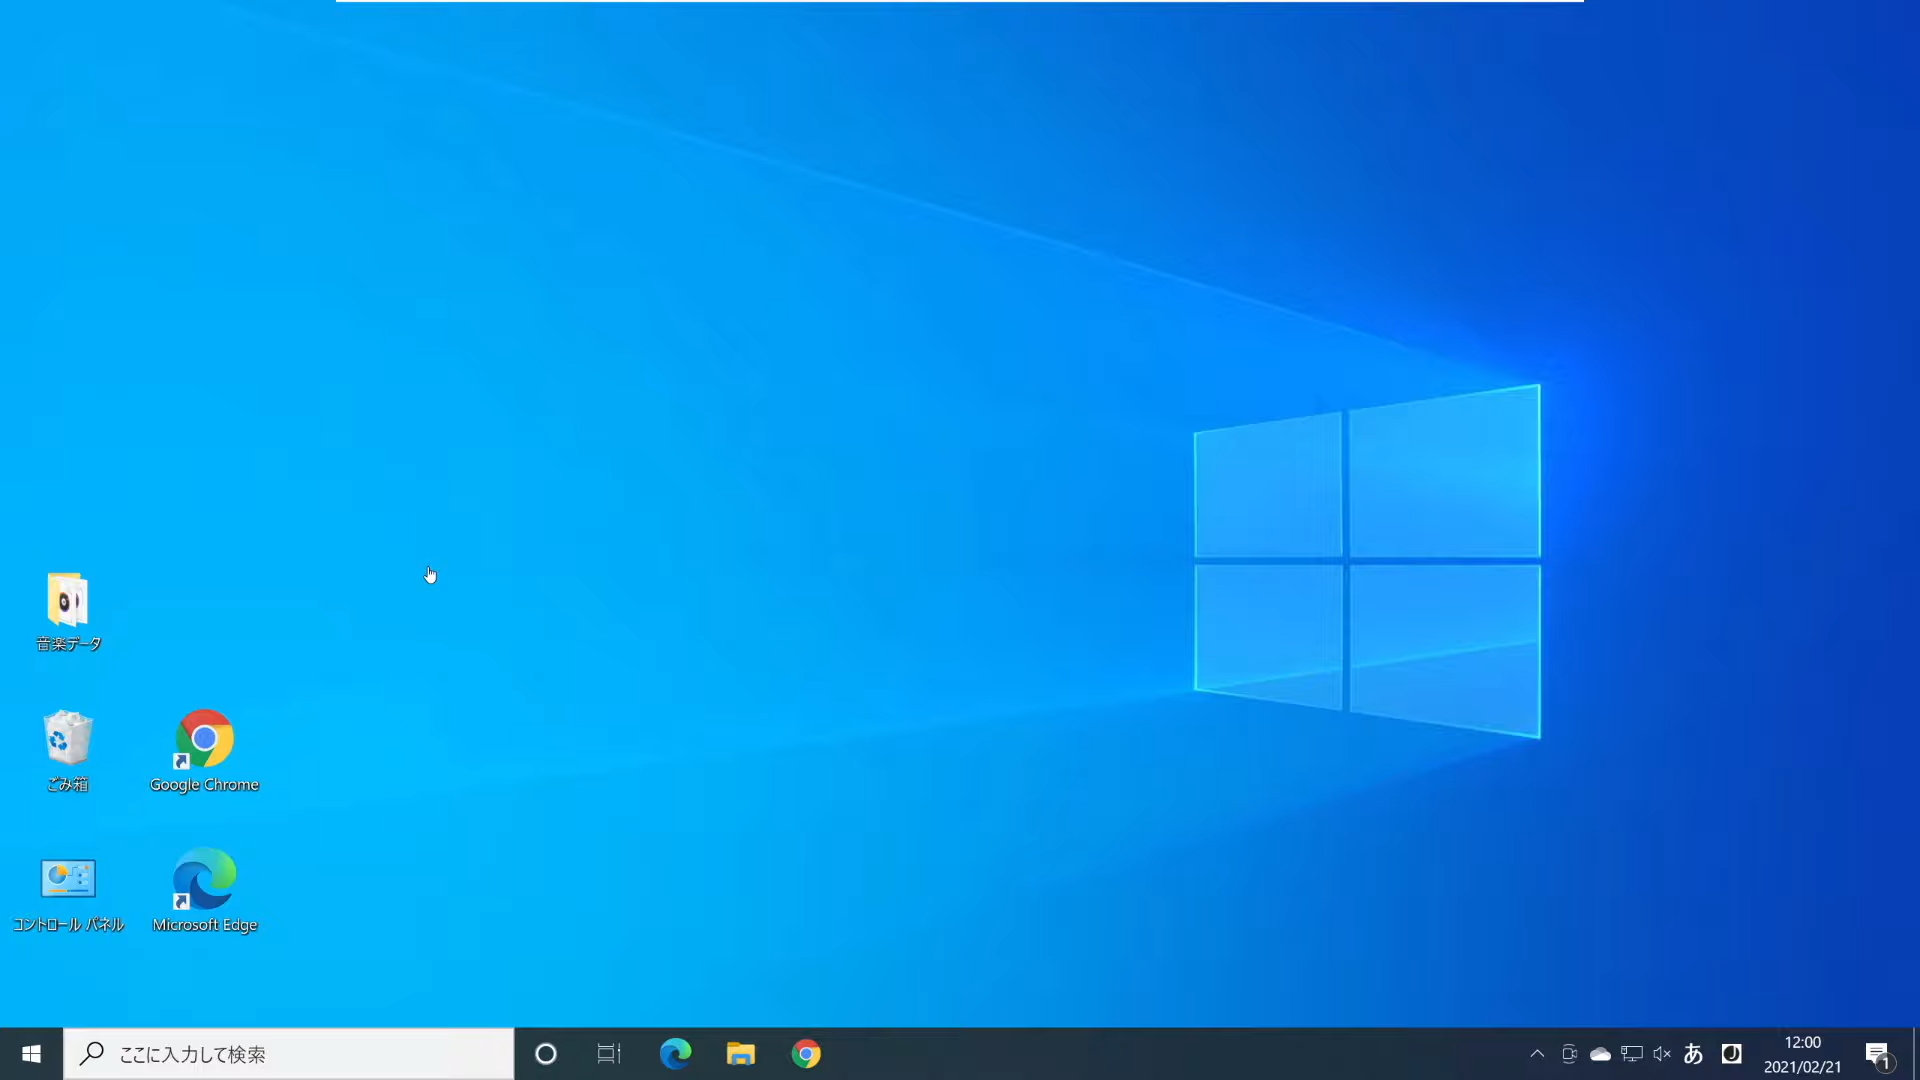 音楽データ
ごみ箱
Google Chrome
コントロール パネル
Microsoft Edge
ここに入力して検索
あ
J
12:00
2021/02/21
1